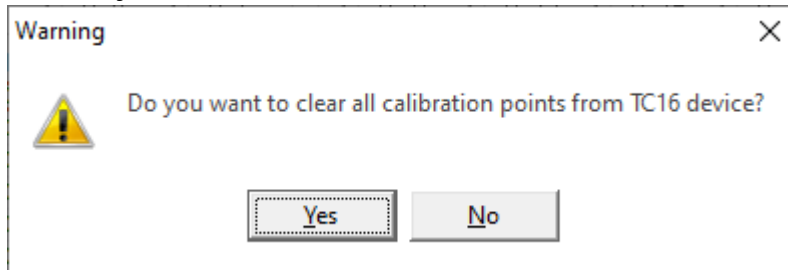 Warning
Do you want to clear all calibration points from TC16 device?
Yes
No